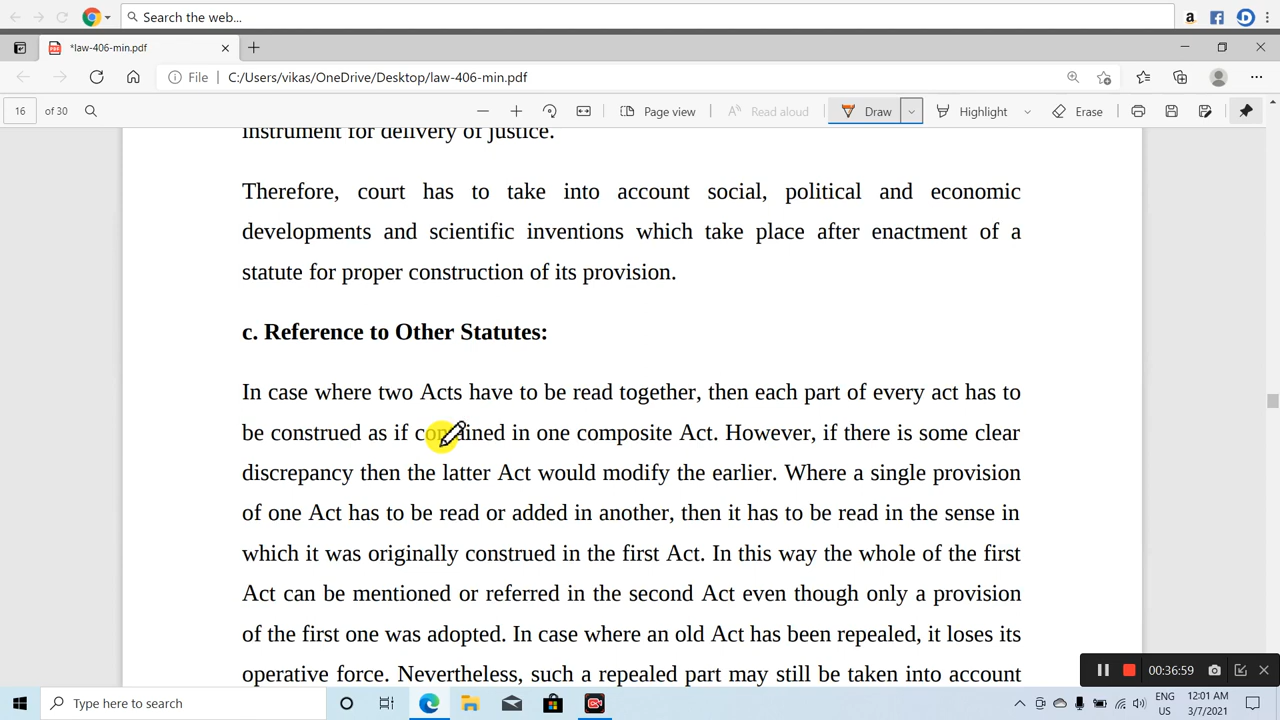 Search the web...
*law-406-min.pdf
File
C:/Users/vikas/OneDrive/Desktop/law-406-min.pdf
16 of 30
Page view
Read aloud
Draw
Highlight
Erase
instrument for delivery of justice.
Therefore, court has to take into account social, political and economic
developments and scientific inventions which take place after enactment of a
statute for proper construction of its provision.
c. Reference to Other Statutes:
In case where two Acts have to be read together, then each part of every act has to
be construed as if contained in one composite Act. However, if there is some clear
discrepancy then the latter Act would modify the earlier. Where a single provision
of one Act has to be read or added in another, then it has to be read in the sense in
which it was originally construed in the first Act. In this way the whole of the first
Act can be mentioned or referred in the second Act even though only a provision
of the first one was adopted. In case where an old Act has been repealed, it loses its
operative force. Nevertheless, such a repealed part may still be taken into account
00:36:59
Type here to search
ENG
US
12:01 AM
3/7/2021